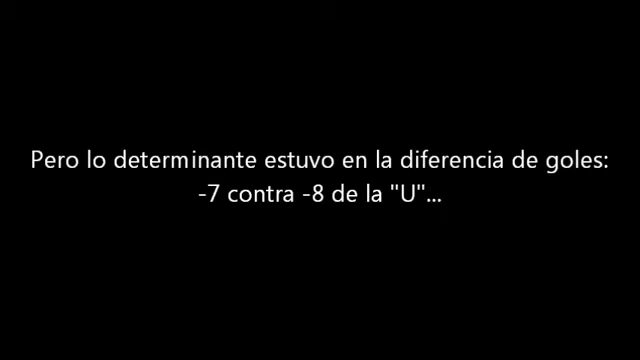 Pero lo determinante estuvo en la diferencia de goles:
-7 contra -8 de la "U"...